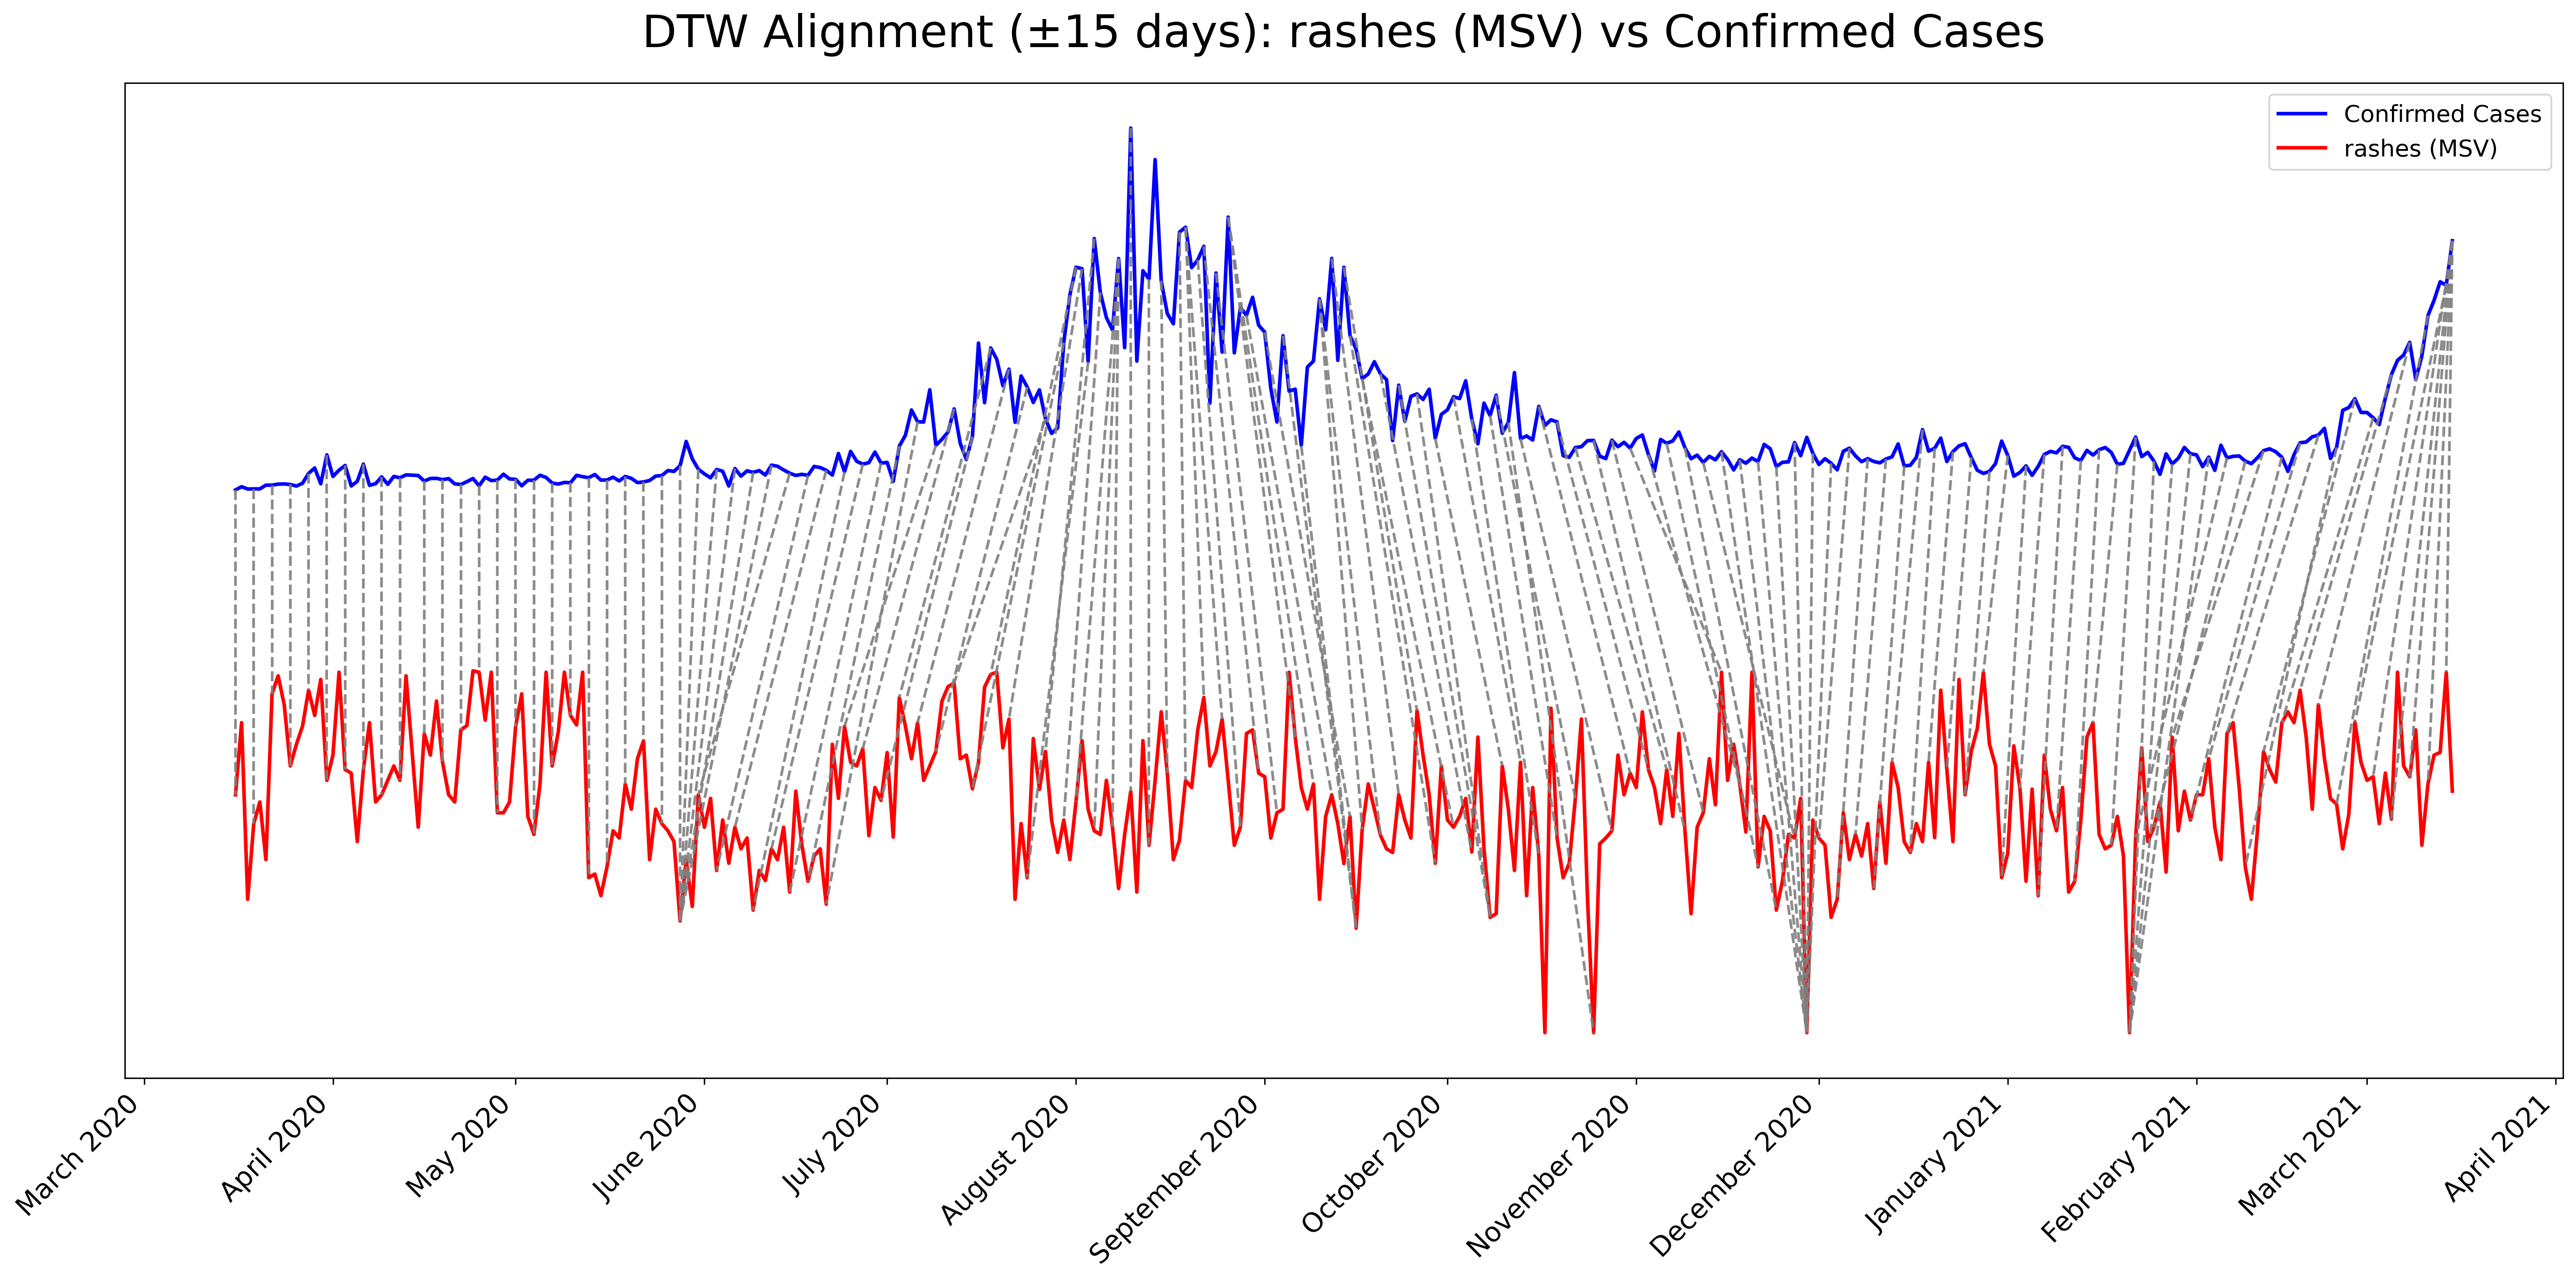 DTW Alignment (±15 days): rashes (MSV) vs Confirmed Cases
Confirmed Cases
rashes (MSV)
March 2020
April 2020
May 2020
June 2020
July 2020
August 2020
September 2020
October 2020
November 2020
December 2020
January 2021
February 2021
March 2021
April 2021